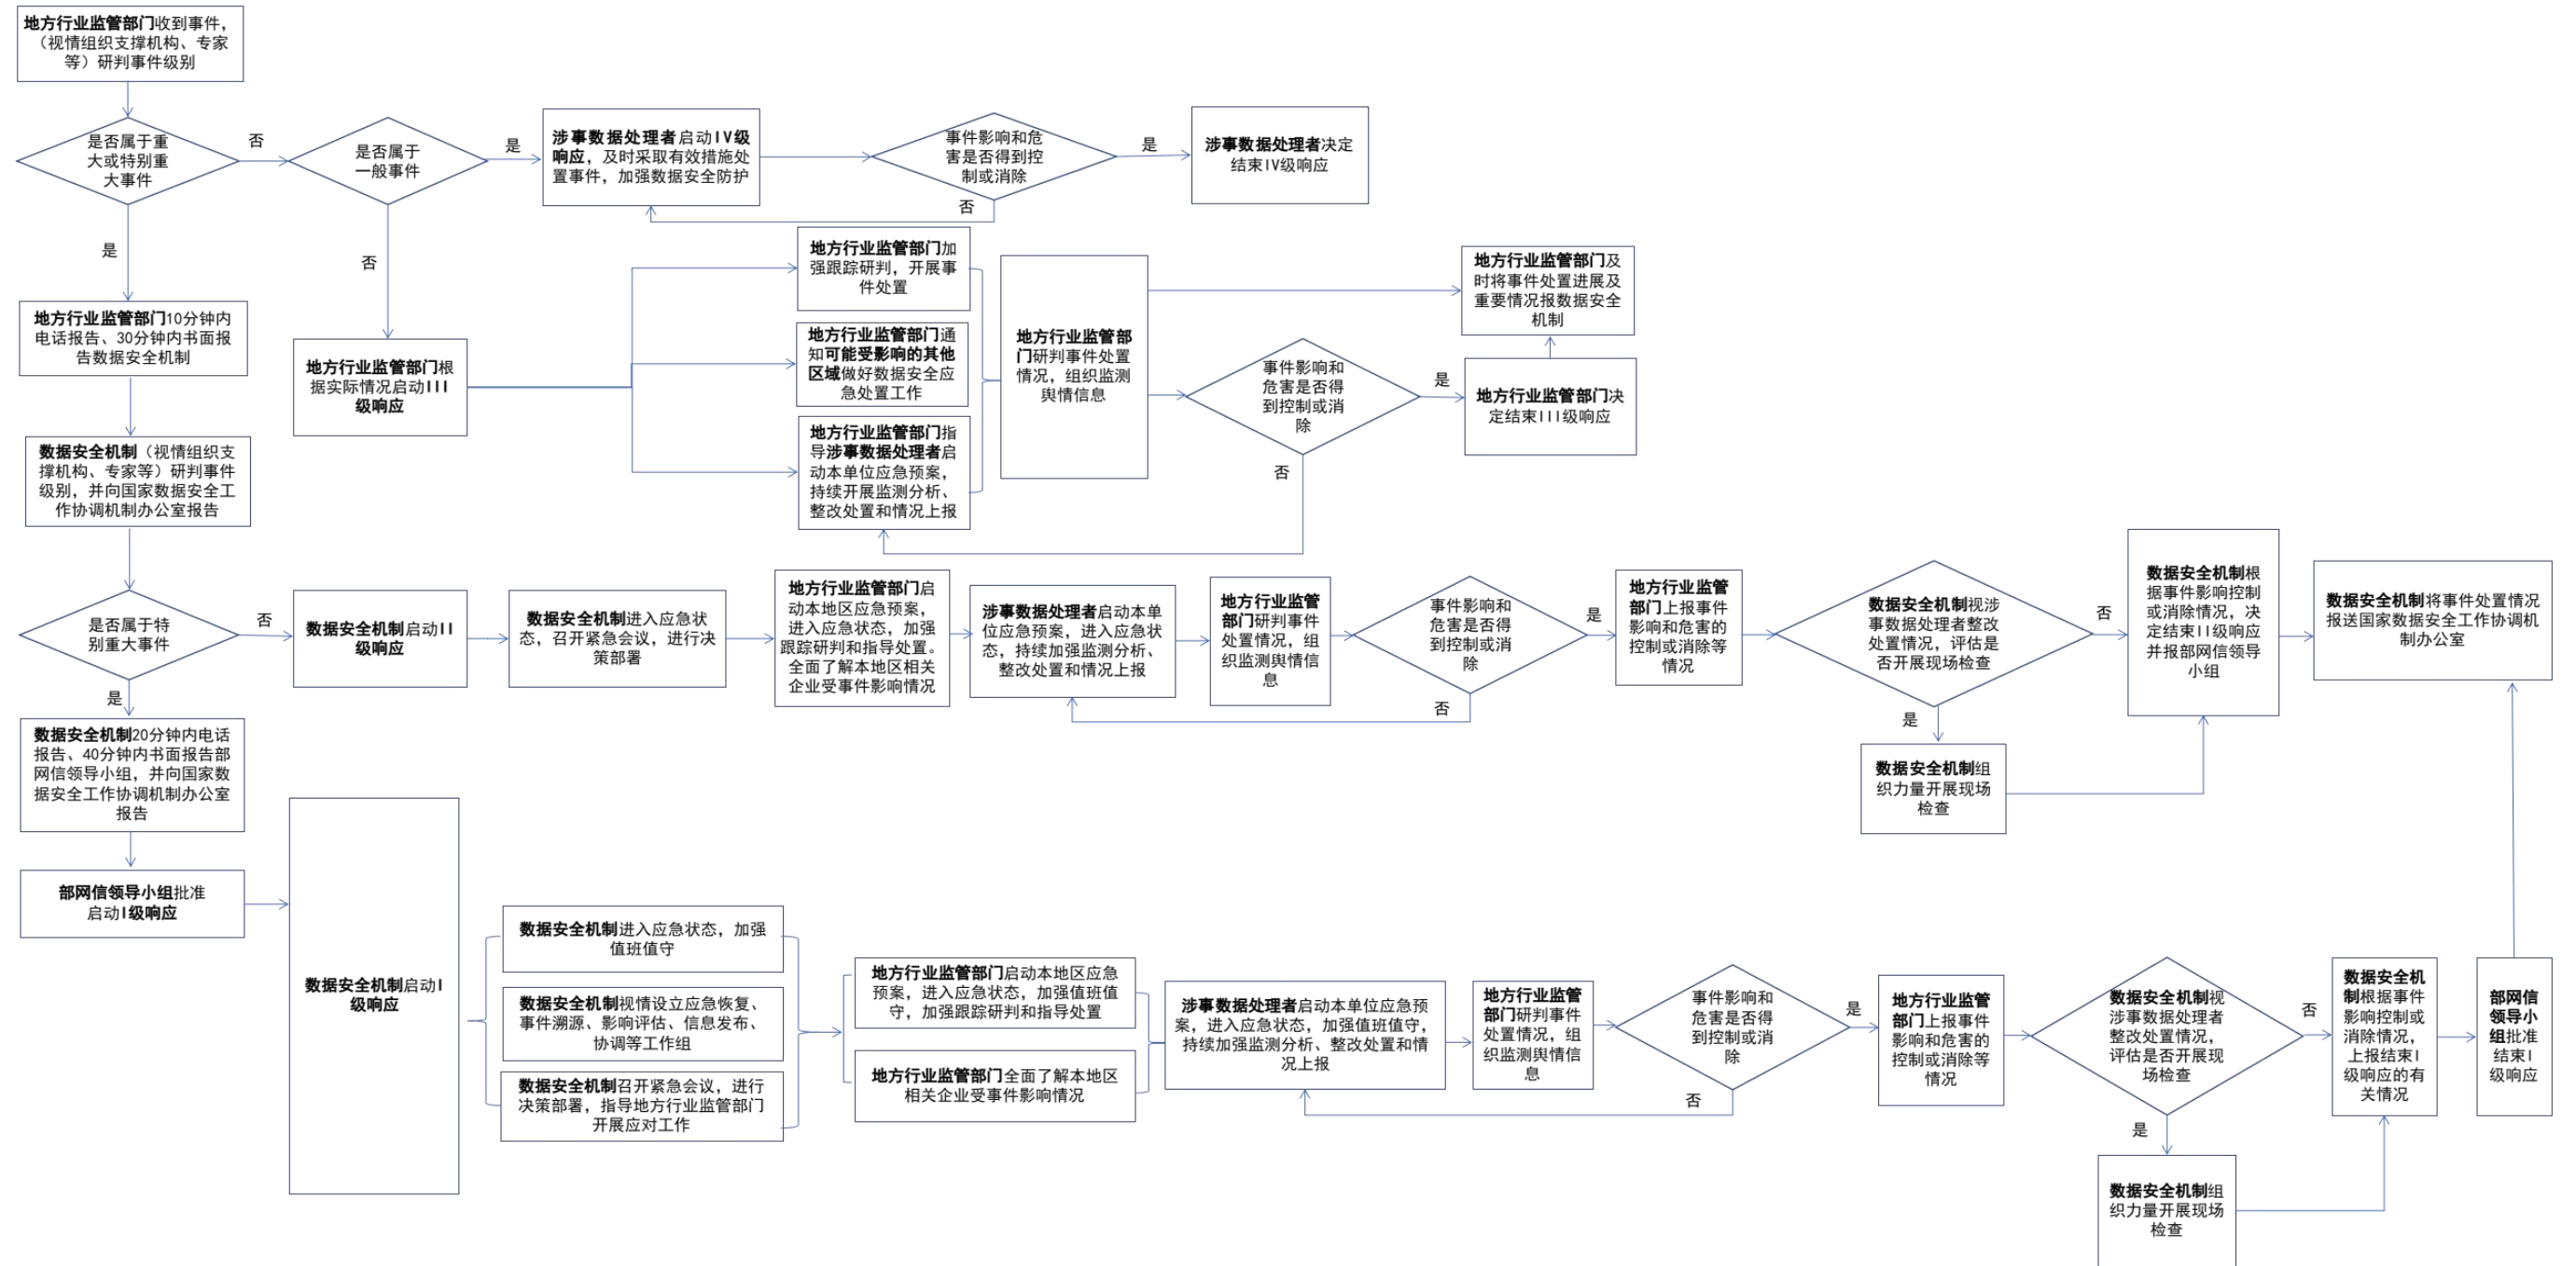 地方行业监管部门收到事件，
（视情组织支撑机构、专家
等）研判事件级别
是否属于重
大或特别重
大事件
否
是否属于
一般事件
是
涉事数据处理者启动IV级
响应，及时采取有效措施处
置事件，加强数据安全防护
事件影响和危
害是否得到控
制或消除
是
涉事数据处理者决定
结束IV级响应
否
是
否
地方行业监管部门加
强跟踪研判，开展事
件处置
地方行业监管部门通
知可能受影响的其他
区域做好数据安全应
急处置工作
地方行业监管部门指
导涉事数据处理者启
动本单位应急预案，
持续开展监测分析、
整改处置和情况上报
地方行业监管部
门研判事件处置
情况，组织监测
舆情信息
地方行业监管部门及
时将事件处置进展及
重要情况报数据安全
机制
地方行业监管部门10分钟内
电话报告、30分钟内书面报
告数据安全机制
地方行业监管部门根
据实际情况启动III
级响应
事件影响和
危害是否得
到控制或消
除
是
地方行业监管部门决
定结束III级响应
否
数据安全机制（视情组织支
撑机构、专家等）研判事件
级别，并向国家数据安全工
作协调机制办公室报告
是否属于特
别重大事件
否
数据安全机制启动II
级响应
数据安全机制进入应急状
态，召开紧急会议，进行决
策部署
地方行业监管部门启
动本地区应急预案，
进入应急状态，加强
跟踪研判和指导处置。
全面了解本地区相关
企业受事件影响情况
涉事数据处理者启动本单
位应急预案，进入应急状
态，持续加强监测分析、
整改处置和情况上报
地方行业监管
部门研判事件
处置情况，组
织监测舆情信
息
事件影响和
危害是否得
到控制或消
除
是
否
地方行业监管
部门上报事件
影响和危害的
控制或消除等
情况
数据安全机制视涉
事数据处理者整改
处置情况，评估是
否开展现场检查
否
是
数据安全机制根
据事件影响控制
或消除情况，决
定结束II级响应
并报部网信领导
小组
数据安全机制将事件处置情况
报送国家数据安全工作协调机
制办公室
数据安全机制组
织力量开展现场
检查
是
数据安全机制20分钟内电话
报告、40分钟内书面报告部
网信领导小组，并向国家数
据安全工作协调机制办公室
报告
部网信领导小组批准
启动I级响应
数据安全机制启动I
级响应
数据安全机制进入应急状态，加强
值班值守
数据安全机制视情设立应急恢复、
事件溯源、影响评估、信息发布、
协调等工作组
数据安全机制召开紧急会议，进行
决策部署，指导地方行业监管部门
开展应对工作
地方行业监管部门启动本地区应急
预案，进入应急状态，加强值班值
守，加强跟踪研判和指导处置
地方行业监管部门全面了解本地区
相关企业受事件影响情况
涉事数据处理者启动本单位应急预
案，进入应急状态，加强值班值守，
持续加强监测分析、整改处置和情
况上报
地方行业监管
部门研判事件
处置情况，组
织监测舆情信
息
事件影响和
危害是否得
到控制或消
除
是
否
地方行业监管
部门上报事件
影响和危害的
控制或消除等
情况
数据安全机制视
涉事数据处理者
整改处置情况，
评估是否开展现
场检查
否
是
数据安全机
制根据事件
影响控制或
消除情况，
上报结束I
级响应的有
关情况
部网信
领导小
组批准
结束I
级响应
数据安全机制组
织力量开展现场
检查